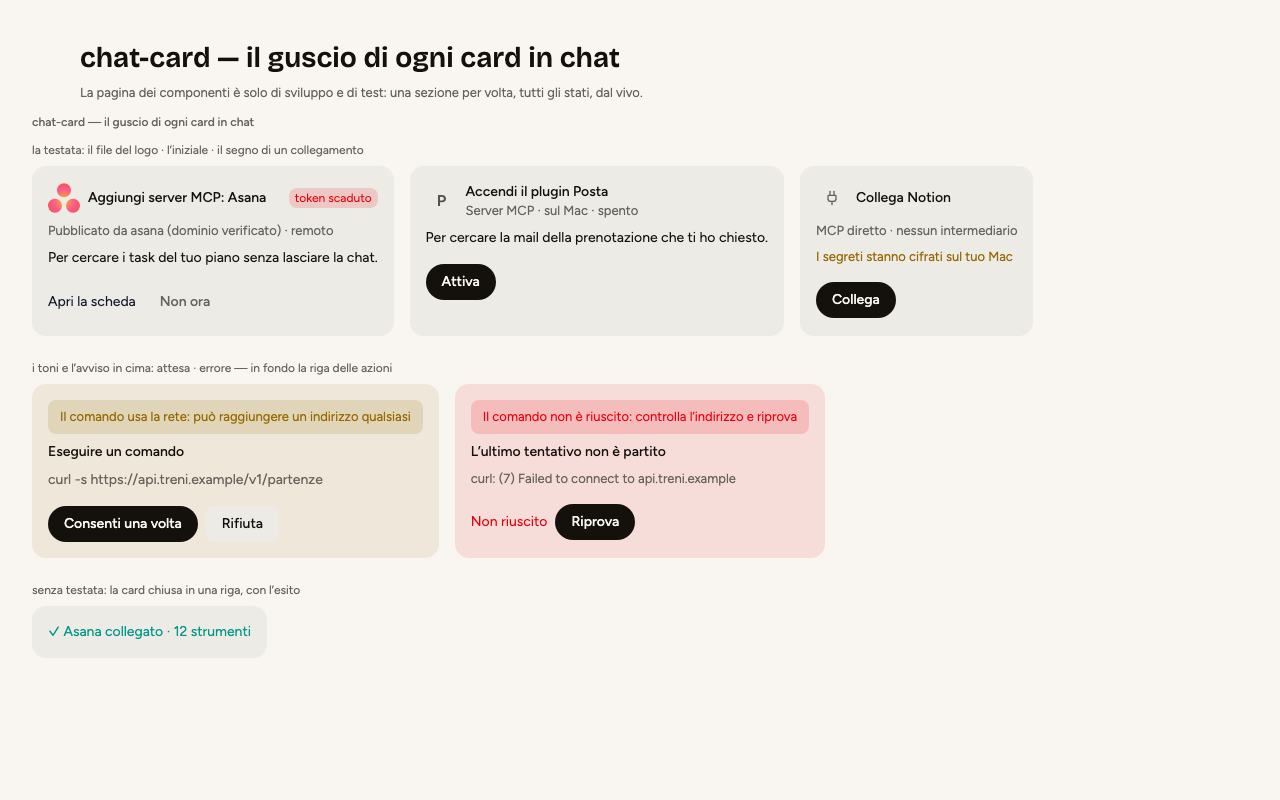 chat-card — il guscio di ogni card in chat
La pagina dei componenti è solo di sviluppo e di test: una sezione per volta, tutti gli stati, dal vivo.
chat-card — il guscio di ogni card in chat
la testata: il file del logo · l'iniziale · il segno di un collegamento
Aggiungi server MCP: Asana
token scaduto
Pubblicato da asana (dominio verificato) · remoto
Per cercare i task del tuo piano senza lasciare la chat.
Apri la scheda
Non ora
P
Accendi il plugin Posta
Server MCP · sul Mac · spento
Per cercare la mail della prenotazione che ti ho chiesto.
Attiva
Collega Notion
MCP diretto · nessun intermediario
I segreti stanno cifrati sul tuo Mac
Collega
i toni e l'avviso in cima: attesa · errore — in fondo la riga delle azioni
Il comando usa la rete: può raggiungere un indirizzo qualsiasi
Eseguire un comando
curl -s https://api.treni.example/v1/partenze
Consenti una volta
Rifiuta
Il comando non è riuscito: controlla l'indirizzo e riprova
L'ultimo tentativo non è partito
curl: (7) Failed to connect to api.treni.example
Non riuscito
Riprova
senza testata: la card chiusa in una riga, con l'esito
✓ Asana collegato · 12 strumenti